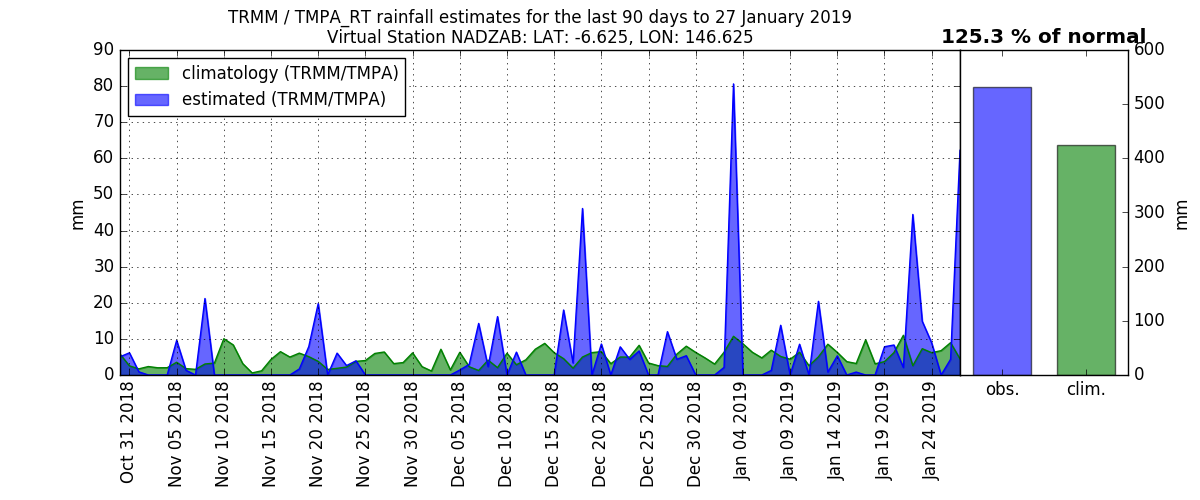 TRMM / TMPA_RT rainfall estimates for the last 90 days to 27 January 2019
Virtual Station NADZAB: LAT: -6.625, LON: 146.625
125.3 % of normal
climatology (TRMM/TMPA)
estimated (TRMM/TMPA)
90
80
70
60
50
40
30
20
10
0
mm
Oct 31 2018
Nov 05 2018
Nov 10 2018
Nov 15 2018
Nov 20 2018
Nov 25 2018
Nov 30 2018
Dec 05 2018
Dec 10 2018
Dec 15 2018
Dec 20 2018
Dec 25 2018
Dec 30 2018
Jan 04 2019
Jan 09 2019
Jan 14 2019
Jan 19 2019
Jan 24 2019
600
500
400
300
200
100
0
mm
obs.
clim.